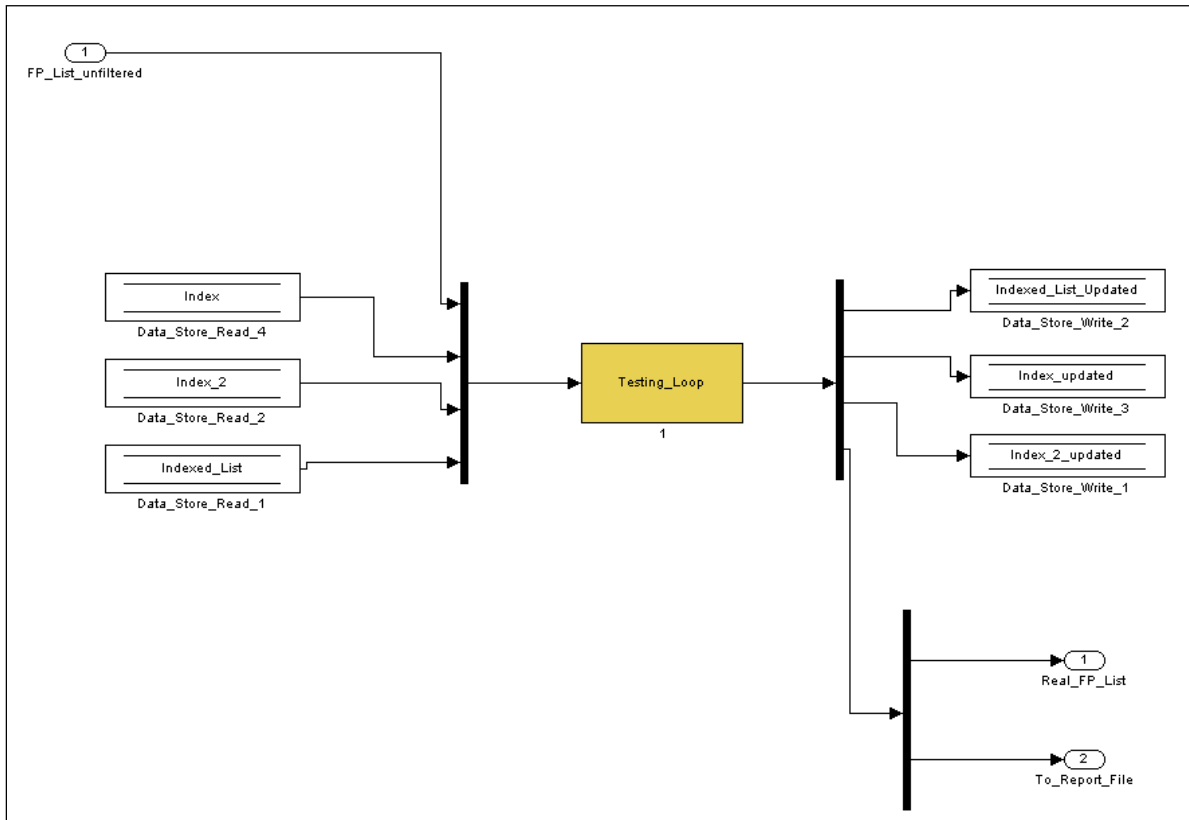 1
FP_List_unfiltered
Index
Data_Store_Read_4
Index_2
Data_Store_Read_2
Indexed_List
Data_Store_Read_1
Testing_Loop
1
Indexed_List_Updated
Data_Store_Write_2
Index_updated
Data_Store_Write_3
Index_2_updated
Data_Store_Write_1
1
Real_FP_List
2
To_Report_File